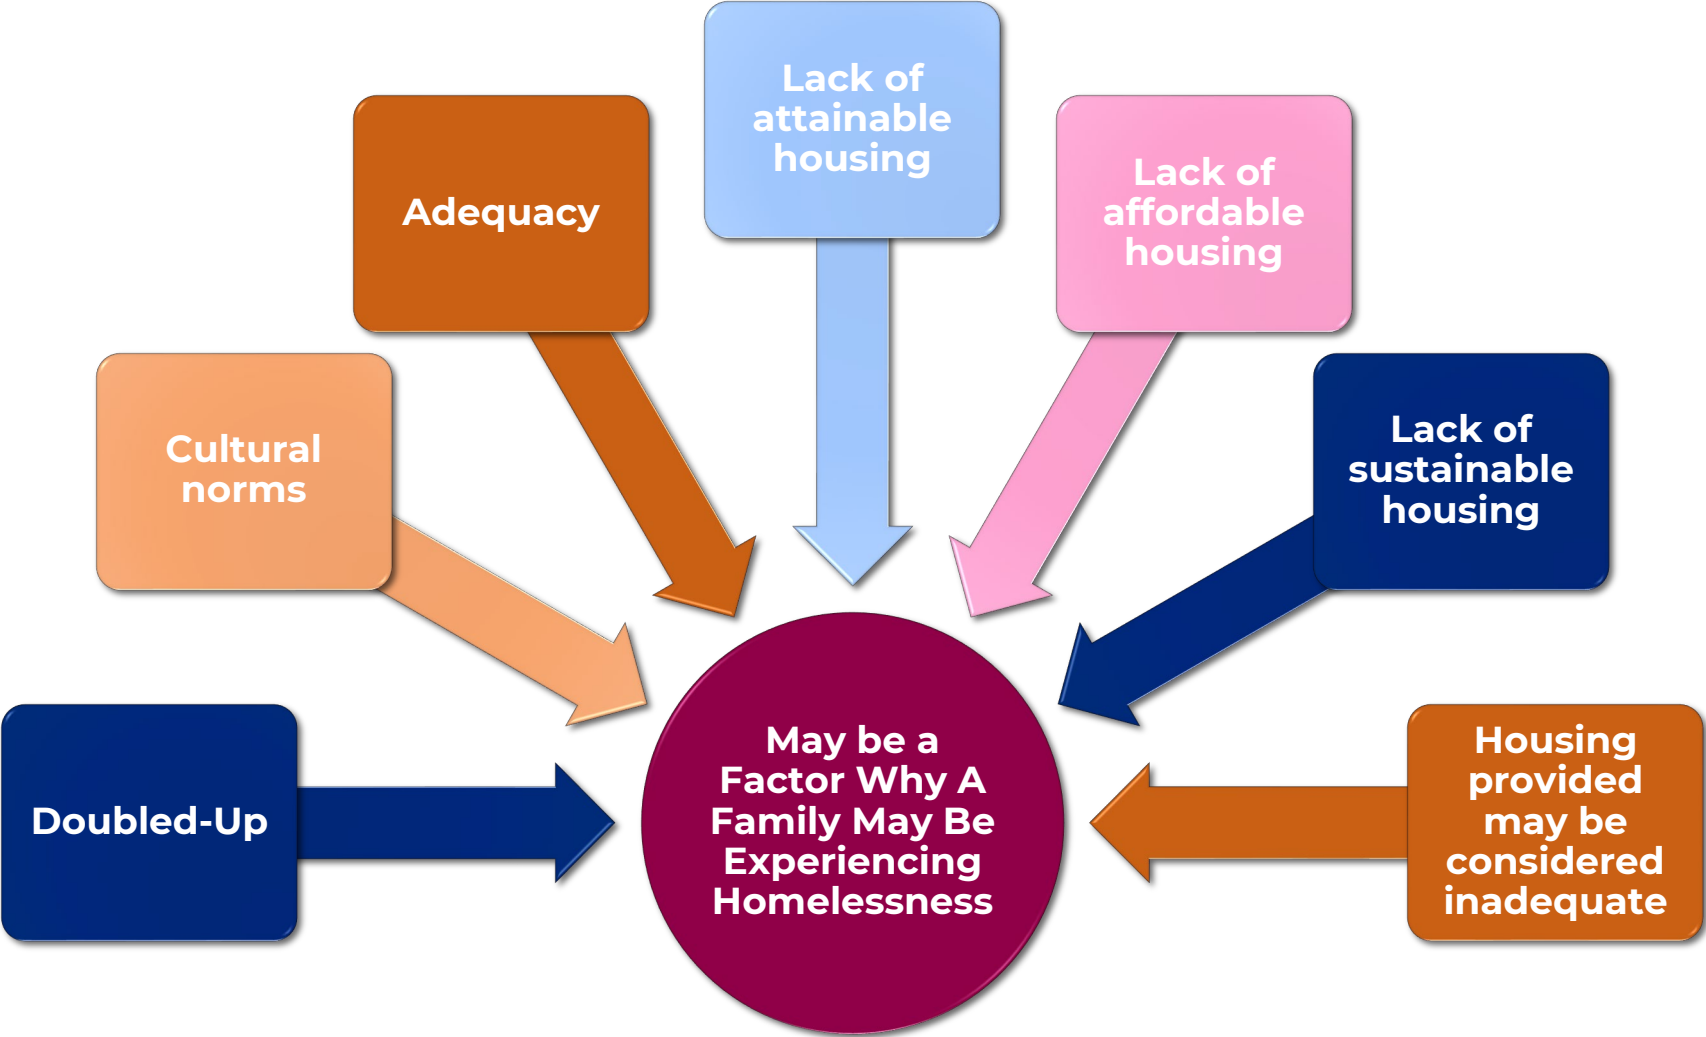 Lack of
attainable
housing
Adequacy
Lack of
affordable
housing
Cultural
norms
Lack of
sustainable
housing
Doubled-Up
May be a
Factor Why A
Family May Be
Experiencing
Homelessness
Housing
provided
may be
considered
inadequate